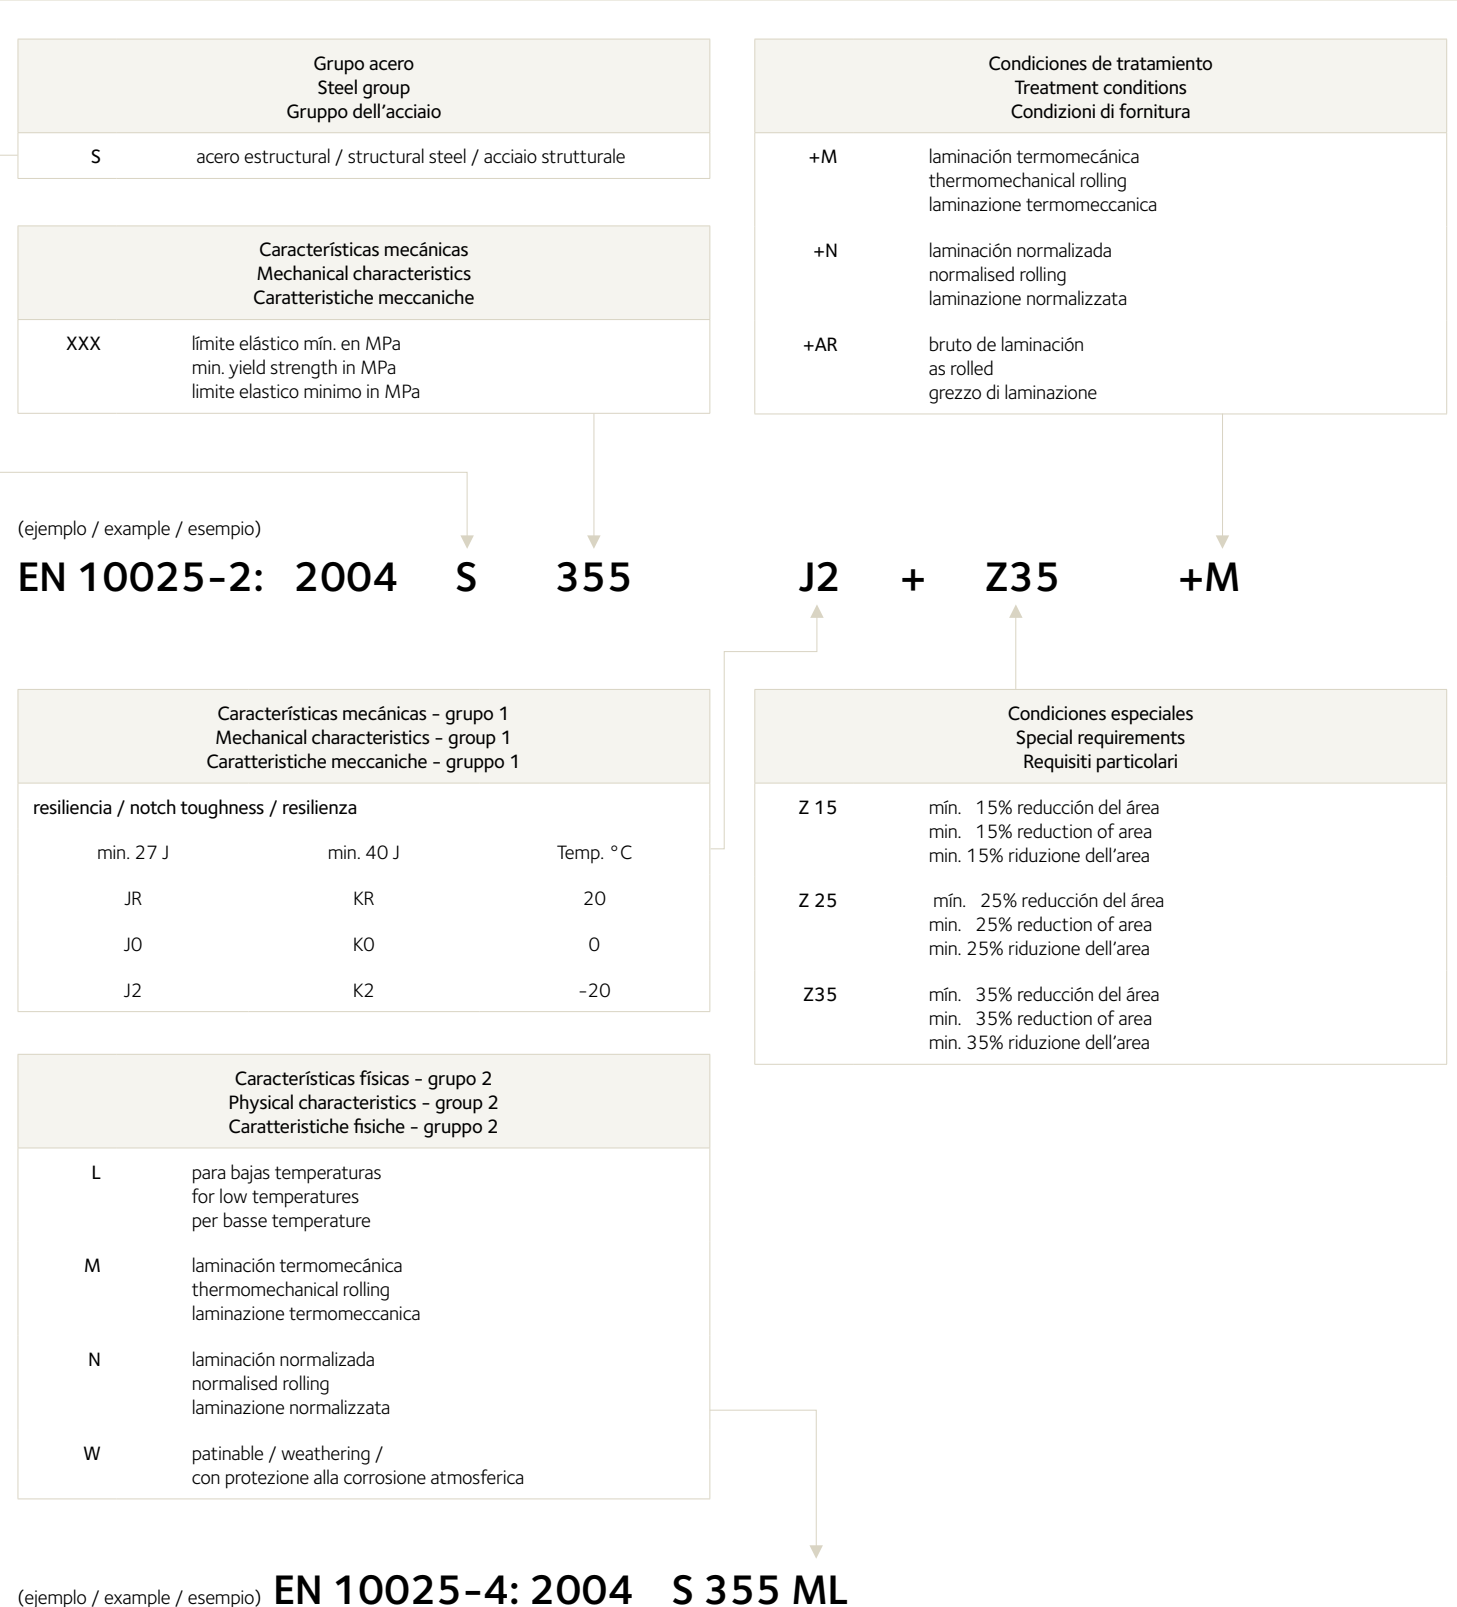 Grupo acero
Steel group
Gruppo dell'acciaio
S acero estructural / structural steel / acciaio strutturale
Características mecánicas
Mechanical characteristics
Caratteristiche meccaniche
XXX límite elástico mín. en MPa
min. yield strength in MPa
limite elastico minimo in MPa
Condiciones de tratamiento
Treatment conditions
Condizioni di fornitura
+M laminación termomecánica
thermomechanical rolling
laminazione termomeccanica
+N laminación normalizada
normalised rolling
laminazione normalizzata
+AR bruto de laminación
as rolled
grezzo di laminazione
(ejemplo / example / esempio)
EN 10025-2: 2004 S 355 J2 + Z35 +M
Características mecánicas - grupo 1
Mechanical characteristics - group 1
Caratteristiche meccaniche - gruppo 1
resiliencia / notch toughness / resilienza
min. 27 J min. 40 J Temp. °C
JR KR 20
J0 K0 0
J2 K2 -20
Condiciones especiales
Special requirements
Requisiti particolari
Z 15 mín. 15% reducción del área
min. 15% reduction of area
min. 15% riduzione dell'area
Z 25 mín. 25% reducción del área
min. 25% reduction of area
min. 25% riduzione dell'area
Z35 mín. 35% reducción del área
min. 35% reduction of area
min. 35% riduzione dell'area
Características físicas - grupo 2
Physical characteristics - group 2
Caratteristiche fisiche - gruppo 2
L para bajas temperaturas
for low temperatures
per basse temperature
M laminación termomecánica
thermomechanical rolling
laminazione termomeccanica
N laminación normalizada
normalised rolling
laminazione normalizzata
W patinable / weathering /
con protezione alla corrosione atmosferica
(ejemplo / example / esempio) EN 10025-4: 2004 S 355 ML